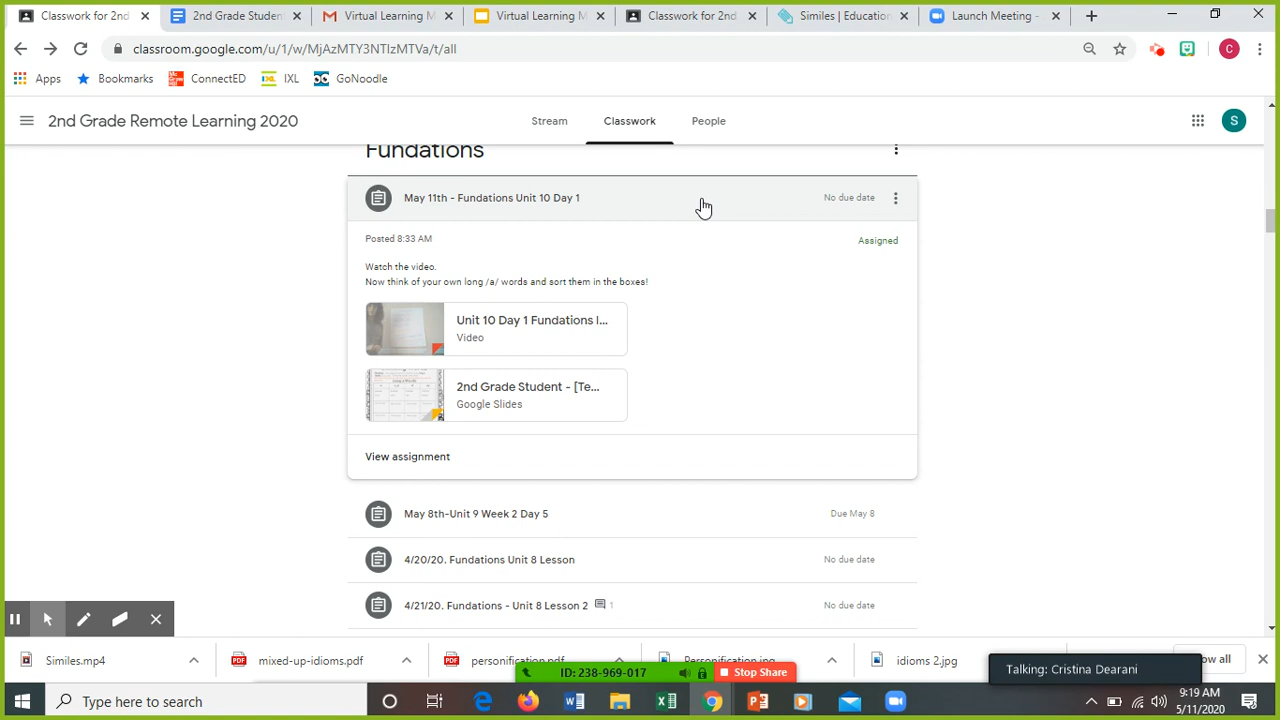 Classwork for 2nd
2nd Grade Studen
Virtual Learning M
Virtual Learning M
Classwork for 2nd
Similes | Education
Launch Meeting -
classroom.google.com/u/1/w/MjAzMTY3NTIzMTVa/t/all
C
Apps
Bookmarks
ConnectED
IXL
GoNoodle
2nd Grade Remote Learning 2020
Stream
Classwork
People
S
Fundations
May 11th - Fundations Unit 10 Day 1
No due date
Posted 8:33 AM
Assigned
Watch the video.
Now think of your own long /a/ words and sort them in the boxes!
Unit 10 Day 1 Fundations l...
Video
2nd Grade Student - [Te...
Google Slides
View assignment
May 8th-Unit 9 Week 2 Day 5
Due May 8
4/20/20. Fundations Unit 8 Lesson
No due date
4/21/20. Fundations - Unit 8 Lesson 2
1
No due date
Similes.mp4
mixed-up-idioms.pdf
personification.pdf
Personification.jpg
idioms 2.jpg
Show all
ID: 238-969-017
Stop Share
Talking: Cristina Dearani
Type here to search
9:19 AM
5/11/2020